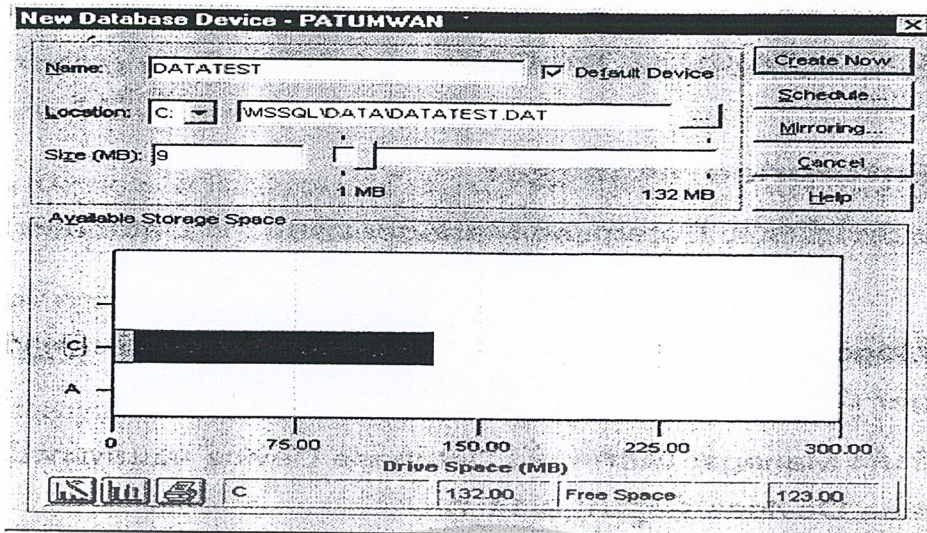 New Database Device - PATUMWAN
Name: DATATEST Default Device
Create Now
Location: C: \MSSQL\DATA\DATATEST.DAT ...
Schedule...
Mirroring...
Size (MB): 9
Cancel
1 MB 132 MB
Help
Available Storage Space
C
A
0 75.00 150.00 225.00 300.00
Drive Space (MB)
C 132.00 Free Space 123.00